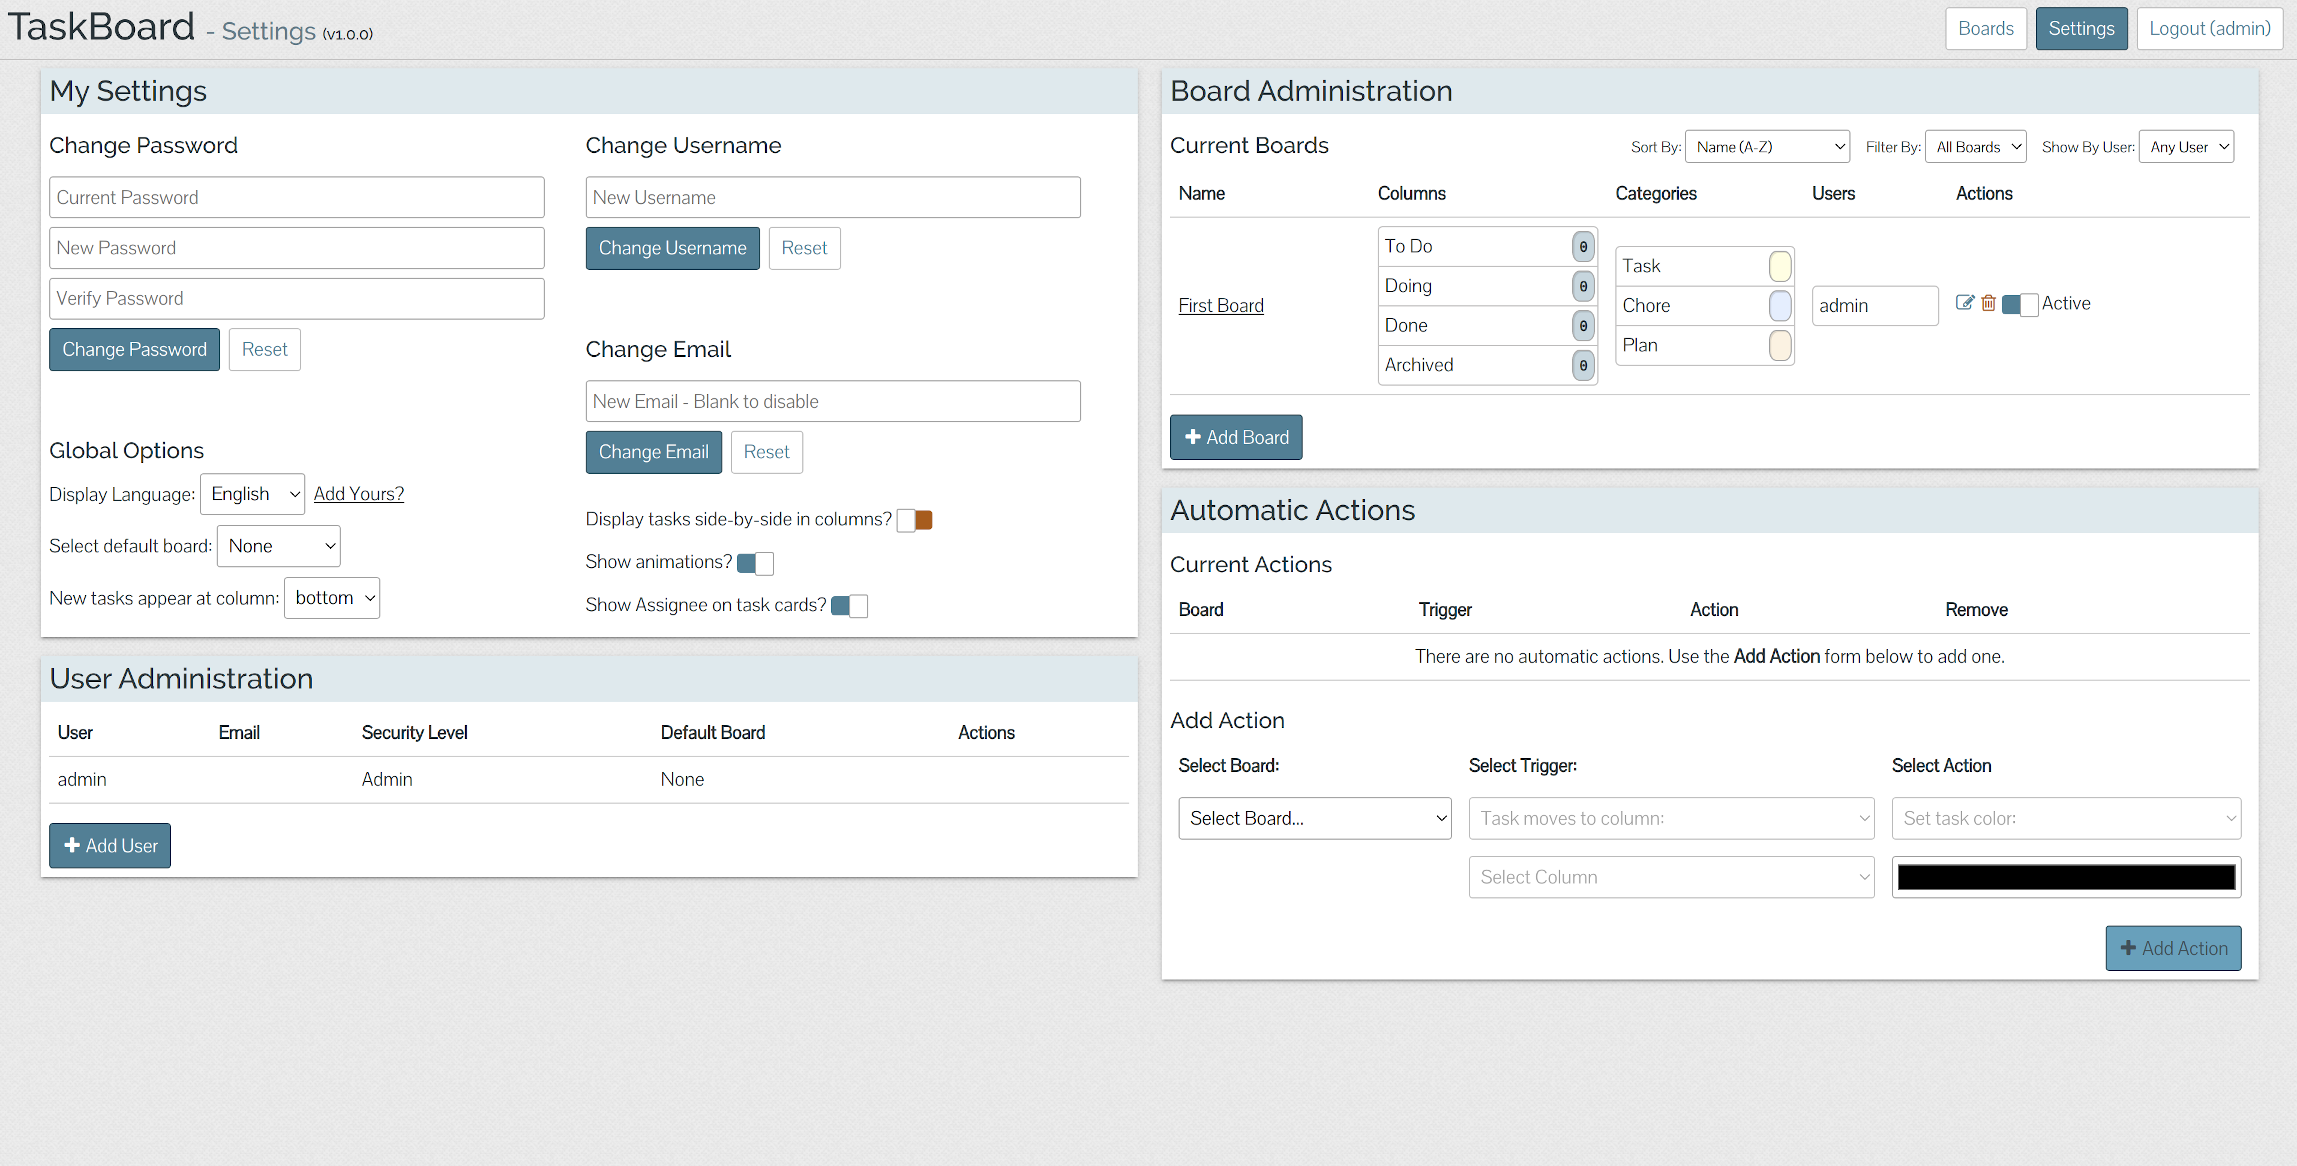 TaskBoard - Settings (v1.0.0)
Boards
Settings
Logout (admin)
My Settings
Change Password
Current Password
New Password
Verify Password
Change Password
Reset
Change Username
New Username
Change Username
Reset
Change Email
New Email - Blank to disable
Change Email
Reset
Global Options
Display Language: English Add Yours?
Select default board: None
New tasks appear at column: bottom
Display tasks side-by-side in columns?
Show animations?
Show Assignee on task cards?
User Administration
User Email Security Level Default Board Actions
admin Admin None
Add User
Board Administration
Current Boards
Sort By: Name (A-Z) Filter By: All Boards Show By User: Any User
Name Columns Categories Users Actions
First Board
To Do 0
Doing 0
Done 0
Archived 0
Task
Chore
Plan
admin
Active
Add Board
Automatic Actions
Current Actions
Board Trigger Action Remove
There are no automatic actions. Use the Add Action form below to add one.
Add Action
Select Board: Select Trigger: Select Action
Select Board... Task moves to column: Set task color:
Select Column
Add Action